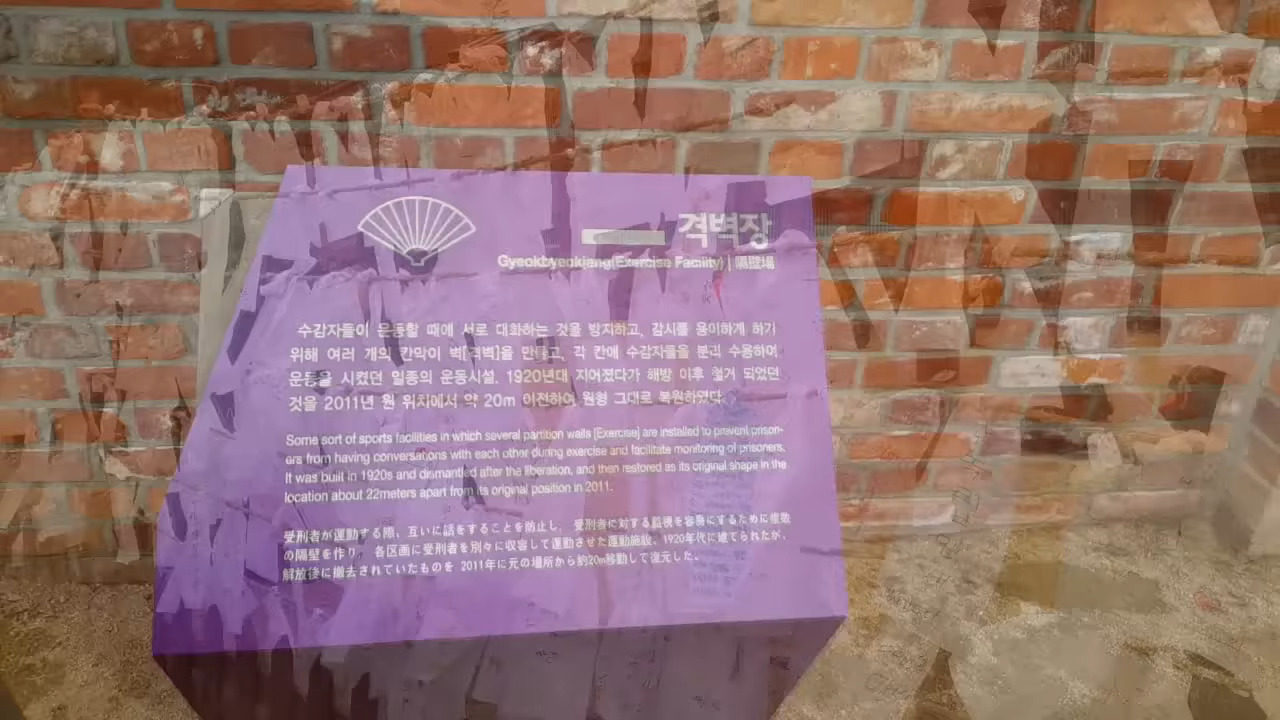 격벽장
Gyeokbyeokjang(Exercise Faciity) | 隔壁場
수감자들이 운동할 때에 서로 대화하는 것을 방지하고, 감시를 용이하게 하기
위해 여러 개의 칸막이 벽[격벽]을 만들고, 각 칸에 수감자들을 분리 수용하여
운동을 시켰던 일종의 운동시설. 1920년대 지어졌다가 해방 이후 철거 되었던
것을 2011년 원 위치에서 약 20m 이전하여 원형 그대로 복원하였다.
Some sort of sports facilities in which several partition walls [Exercise] are installed to prevent prison-
ers from having conversations with each other during exercise and facilitate monitoring of prisoners.
It was built in 1920s and dismantled after the liberation, and then restored as its original shape in the
location about 22meters apart from its original position in 2011.
受刑者が運動する際、互いに話をすることを防止し、 受刑者に対する監視を容易にするために複数
の隔壁を作り、 各区画に受刑者を別々に収容して運動させた運動施設。1920年代に建てられたが、
解放後に撤去されていたものを 2011年に元の場所から約20m移動して復元した。